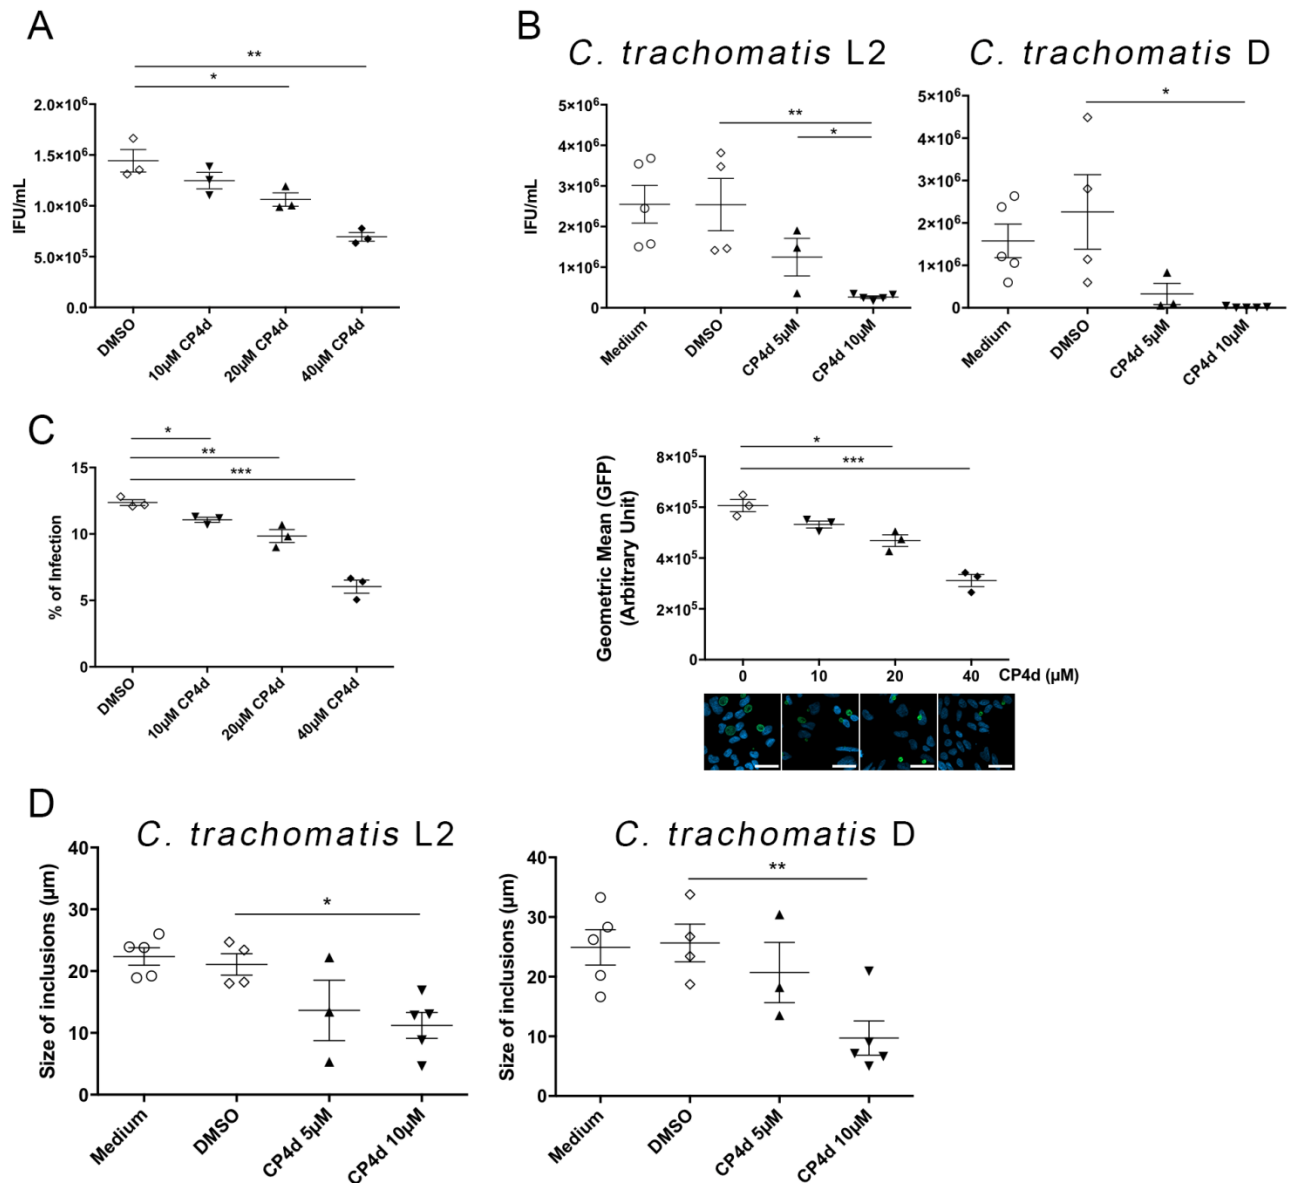 A
**
*
2.0×10⁶
1.5×10⁶
1.0×10⁶
5.0×10⁵
0.0
IFU/mL
DMSO
10µM CP4d
20µM CP4d
40µM CP4d
B
C. trachomatis L2
**
*
5×10⁶
4×10⁶
3×10⁶
2×10⁶
1×10⁶
0
IFU/mL
Medium
DMSO
CP4d 5µM
CP4d 10µM
C. trachomatis D
*
5×10⁶
4×10⁶
3×10⁶
2×10⁶
1×10⁶
0
Medium
DMSO
CP4d 5µM
CP4d 10µM
C
*
**
***
15
10
5
0
% of Infection
DMSO
10µM CP4d
20µM CP4d
40µM CP4d
*
***
8×10⁵
6×10⁵
4×10⁵
2×10⁵
0
Geometric Mean (GFP)
(Arbitrary Unit)
0 10 20 40 CP4d (µM)
D
C. trachomatis L2
*
40
30
20
10
0
Size of inclusions (µm)
Medium
DMSO
CP4d 5µM
CP4d 10µM
C. trachomatis D
**
40
30
20
10
0
Size of inclusions (µm)
Medium
DMSO
CP4d 5µM
CP4d 10µM